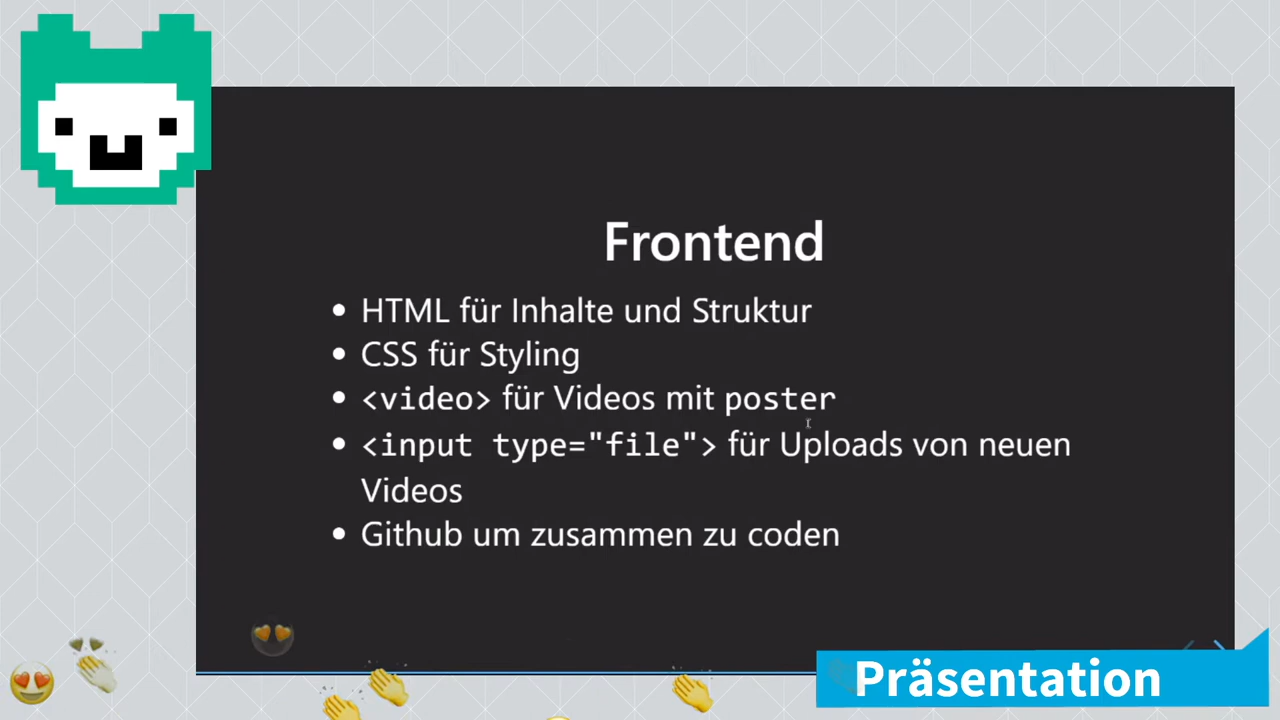 Frontend
• HTML für Inhalte und Struktur
• CSS für Styling
• <video> für Videos mit poster
• <input type="file"> für Uploads von neuen
Videos
• Github um zusammen zu coden
Präsentation